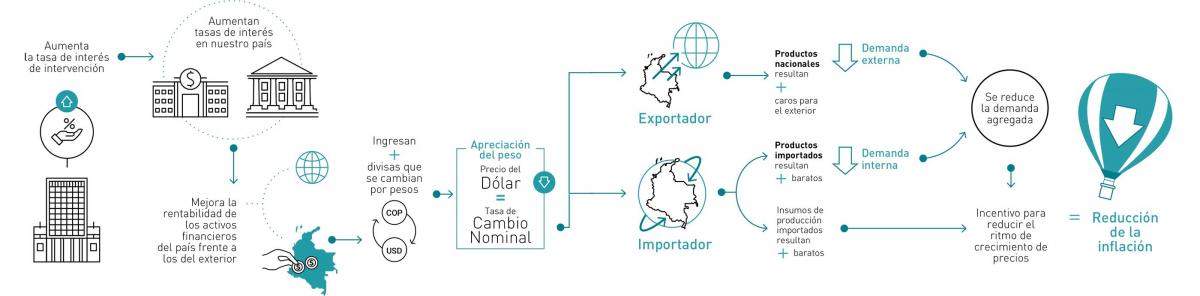 Aumenta
la tasa de interés
de intervención
%
Aumentan
tasas de interés
en nuestro país
$
Mejora la
rentabilidad de
los activos
financieros
del país frente a
los del exterior
$ $
Ingresan
+
divisas que
se cambian
por pesos
COP
USD
Apreciación
del peso
Precio del
Dólar
=
Tasa de
Cambio
Nominal
Exportador
Productos
nacionales
resultan
+
caros para
el exterior
Demanda
externa
Importador
Productos
importados
resultan
+ baratos
Demanda
interna
Insumos de
producción
importados
resultan
+ baratos
Se reduce
la demanda
agregada
Incentivo para
reducir el
ritmo de
crecimiento de
precios
= Reducción
de la
inflación